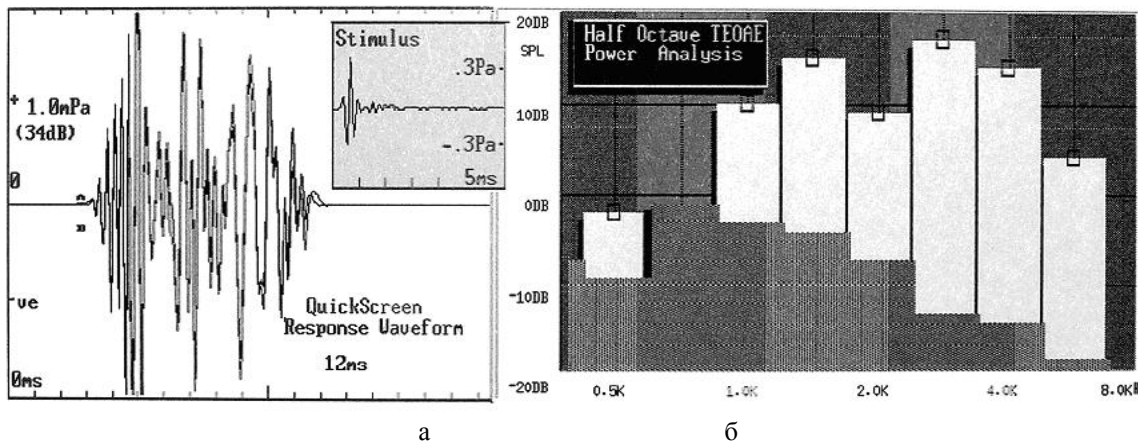 Stimulus
.3Pa
-.3Pa
5ms
+ 1.0mPa
(34dB)
0
A
B
-ve
QuickScreen
Response Waveform
12ms
0ms
20DB
SPL
10DB
0DB
-10DB
-20DB
Half Octave TEOAE
Power Analysis
0.5K 1.0K 2.0K 4.0K 8.0K
а б